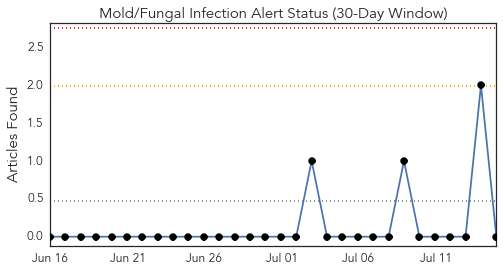 Mold/Fungal Infection Alert Status (30-Day Window)
Articles Found
2.5
2.0
1.5
1.0
0.5
0.0
Jun 16 Jun 21 Jun 26 Jul 01 Jul 06 Jul 11